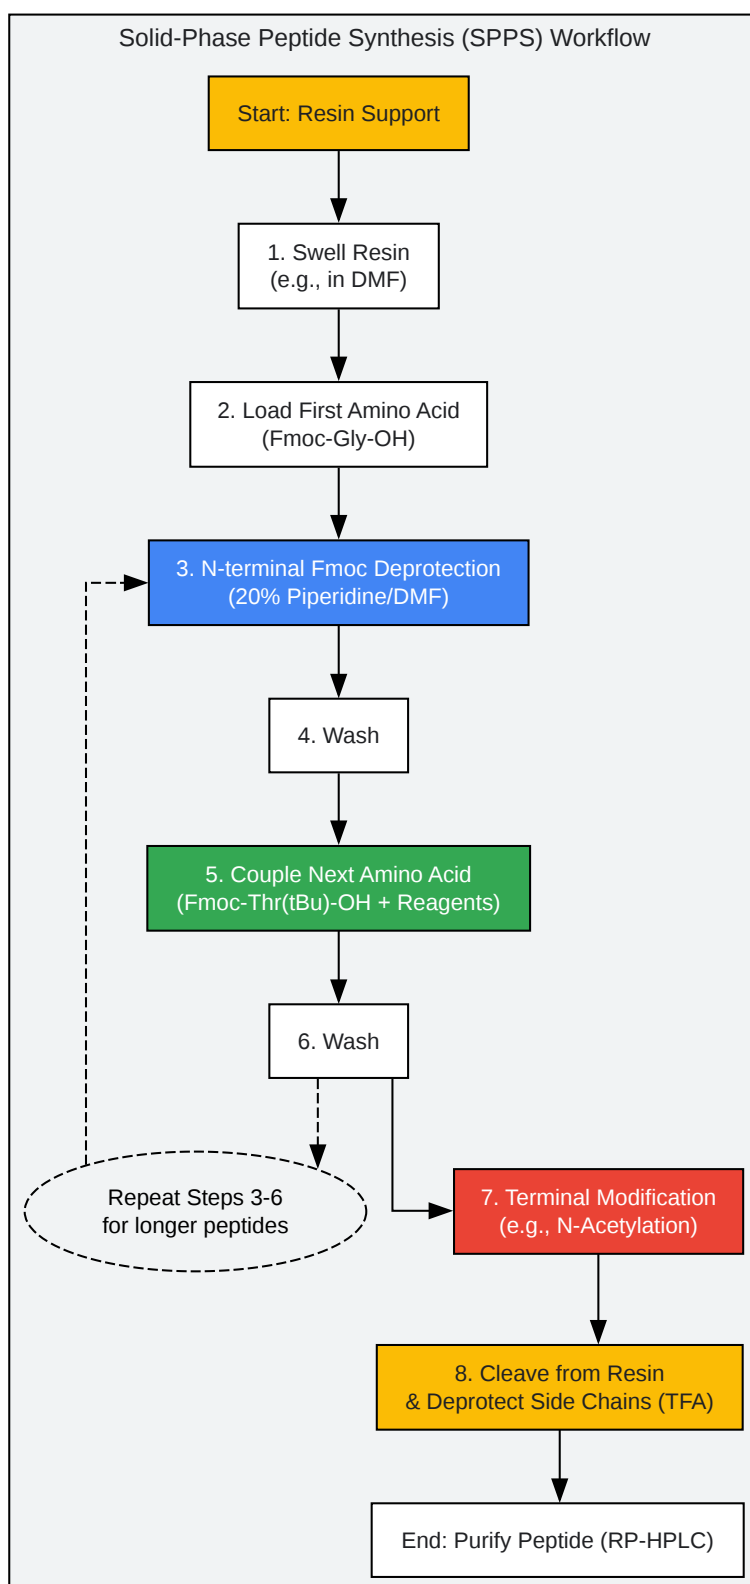 Solid-Phase Peptide Synthesis (SPPS) Workflow
Start: Resin Support
1. Swell Resin
(e.g., in DMF)
2. Load First Amino Acid
(Fmoc-Gly-OH)
3. N-terminal Fmoc Deprotection
(20% Piperidine/DMF)
4. Wash
5. Couple Next Amino Acid
(Fmoc-Thr(tBu)-OH + Reagents)
6. Wash
Repeat Steps 3-6
for longer peptides
7. Terminal Modification
(e.g., N-Acetylation)
8. Cleave from Resin
& Deprotect Side Chains (TFA)
End: Purify Peptide (RP-HPLC)